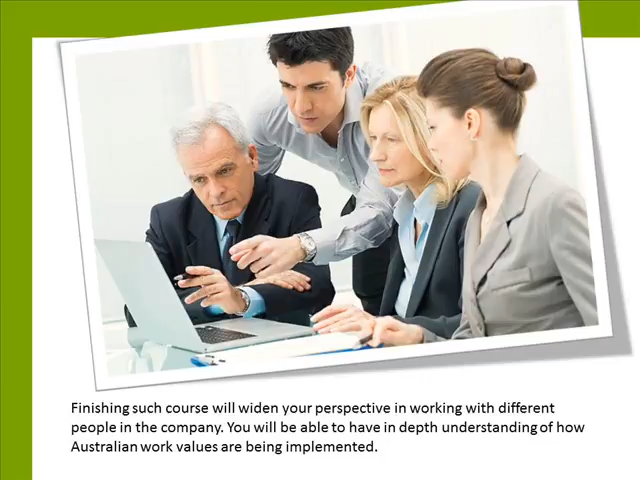 Finishing such course will widen your perspective in working with different
people in the company. You will be able to have in depth understanding of how
Australian work values are being implemented.